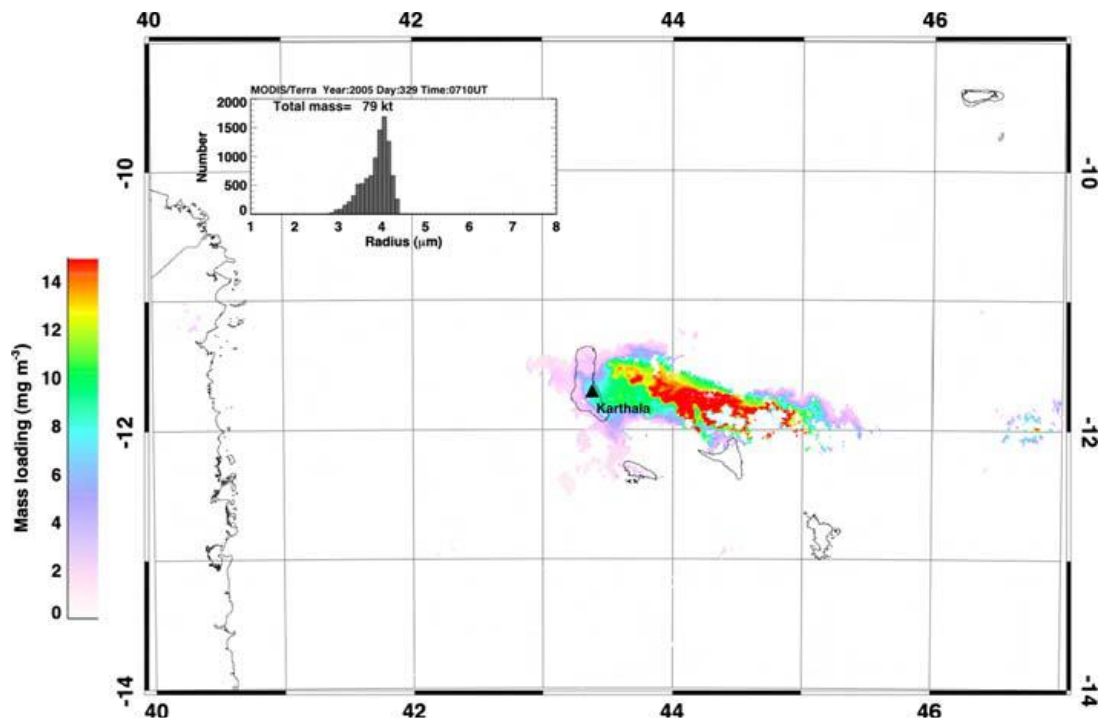 40 42 44 46
MODIS/Terra Year:2005 Day:329 Time:0710UT
Total mass= 79 kt
2000
1500
1000
500
0
Number
1 2 3 4 5 6 7 8
Radius (μm)
-10 -10
14
12
10
8
6
4
2
0
Mass loading (mg m-3)
Karthala
-12 -12
-14 -14
40 42 44 46